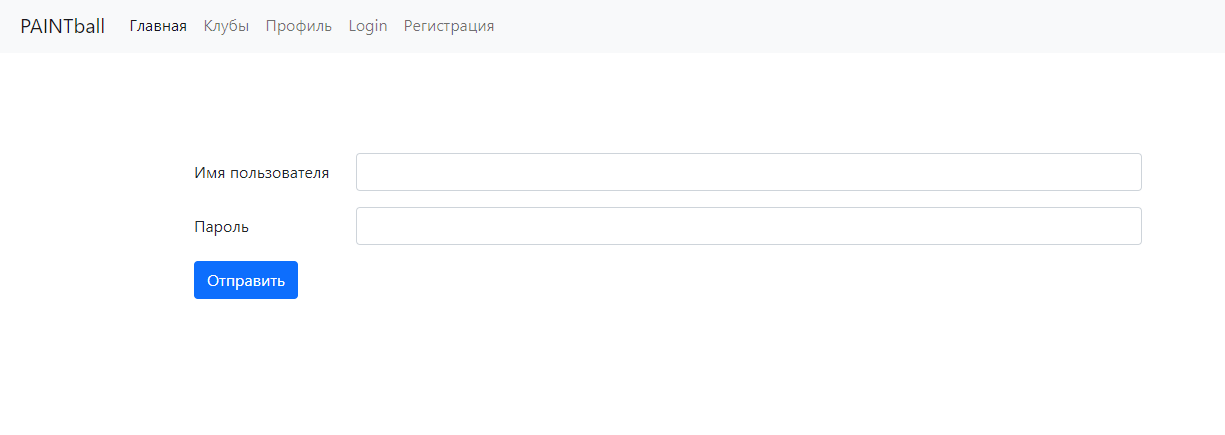 PAINTball Главная Клубы Профиль Login Регистрация
Имя пользователя
Пароль
Отправить